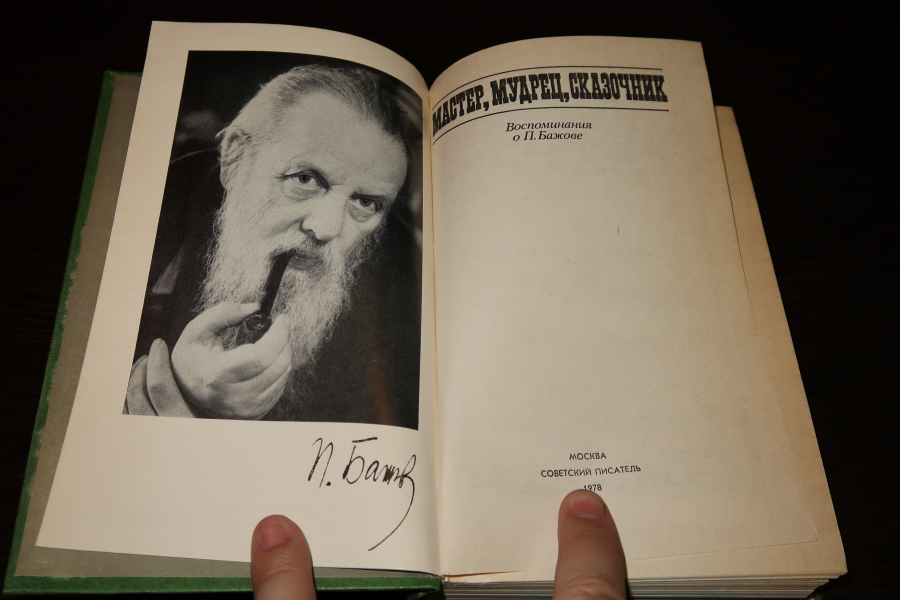 П. Бажов
МАСТЕР, МУДРЕЦ, СКАЗОЧНИК
Воспоминания
о П. Бажове
МОСКВА
СОВЕТСКИЙ ПИСАТЕЛЬ
1978